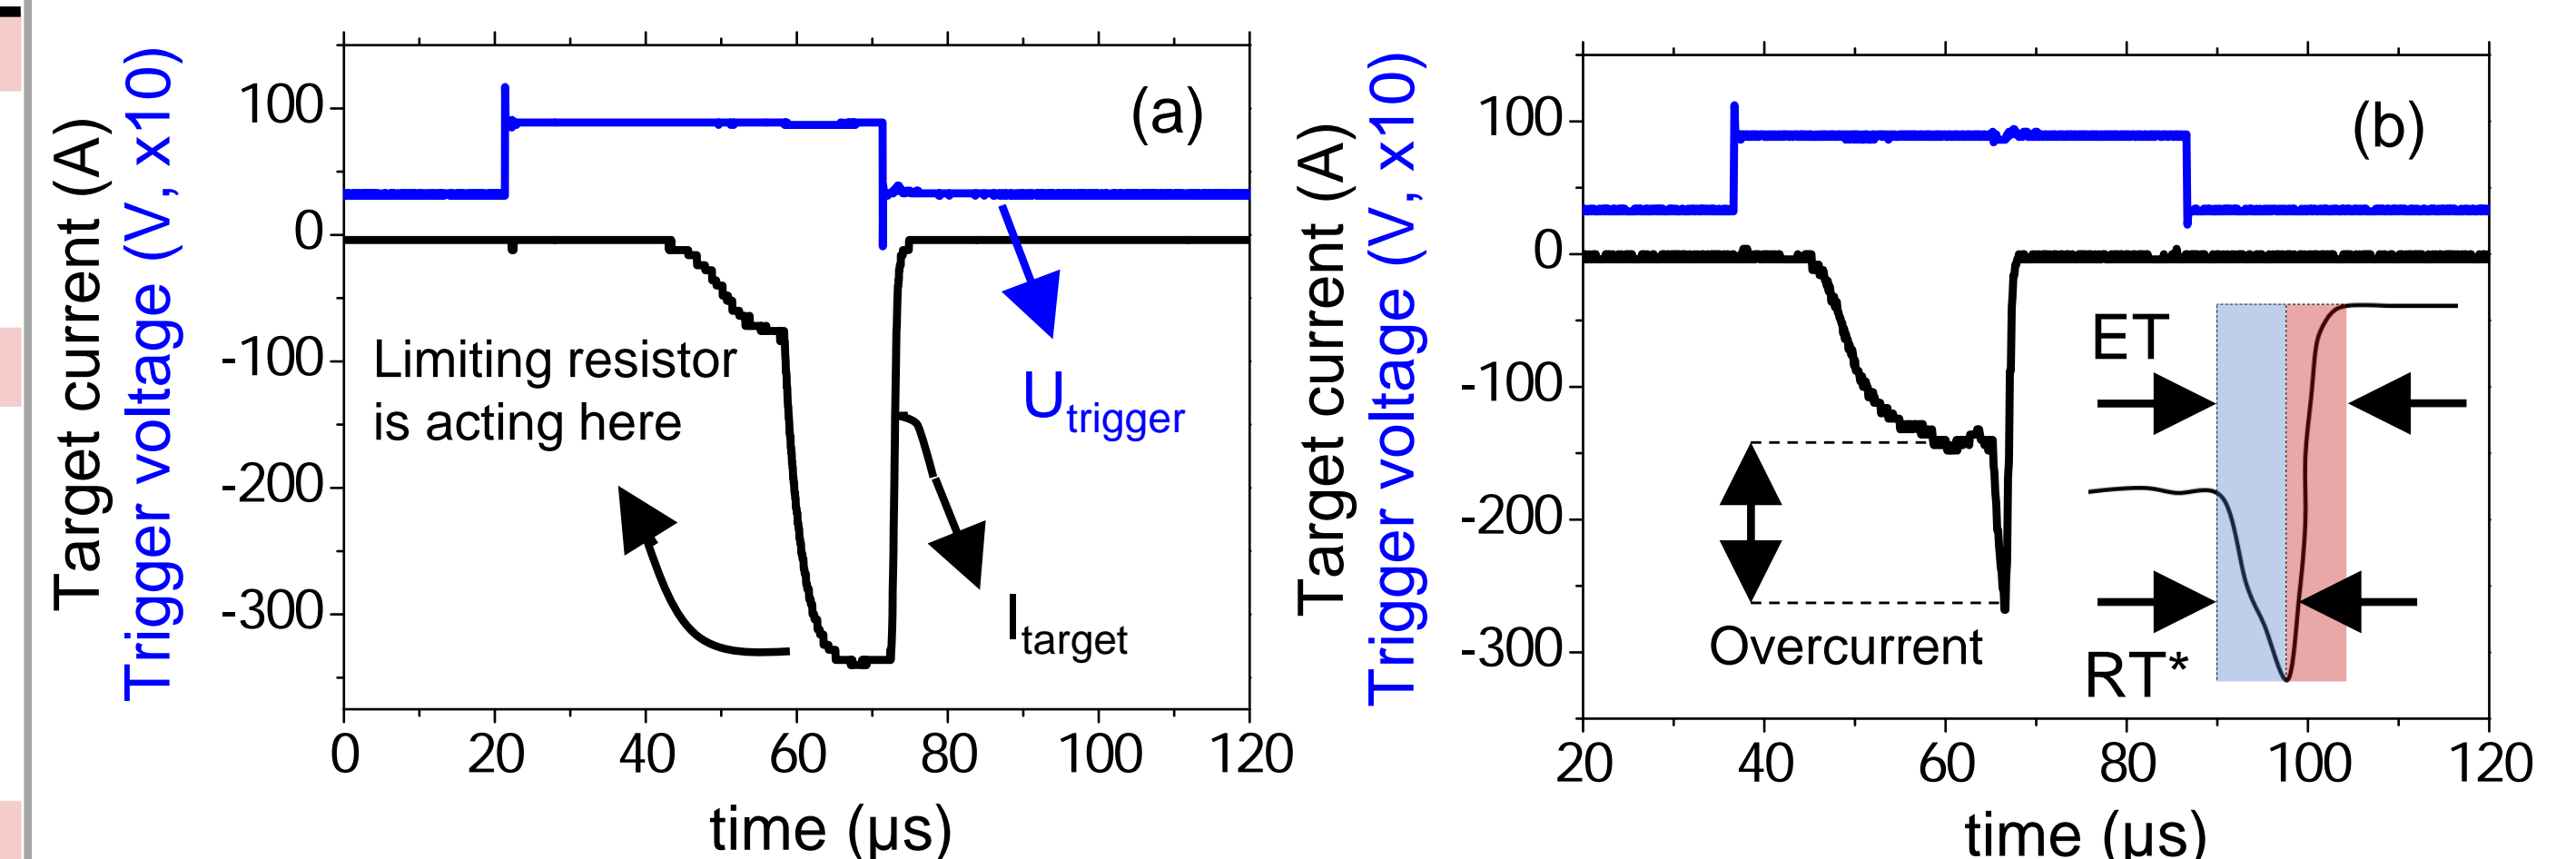 Target current (A)
Trigger voltage (V, x10)
100
0
-100
-200
-300
(a)
Limiting resistor
is acting here
Utrigger
Itarget
0 20 40 60 80 100 120
time (µs)
Target current (A)
Trigger voltage (V, x10)
100
0
-100
-200
-300
(b)
ET
Overcurrent
RT*
20 40 60 80 100 120
time (µs)